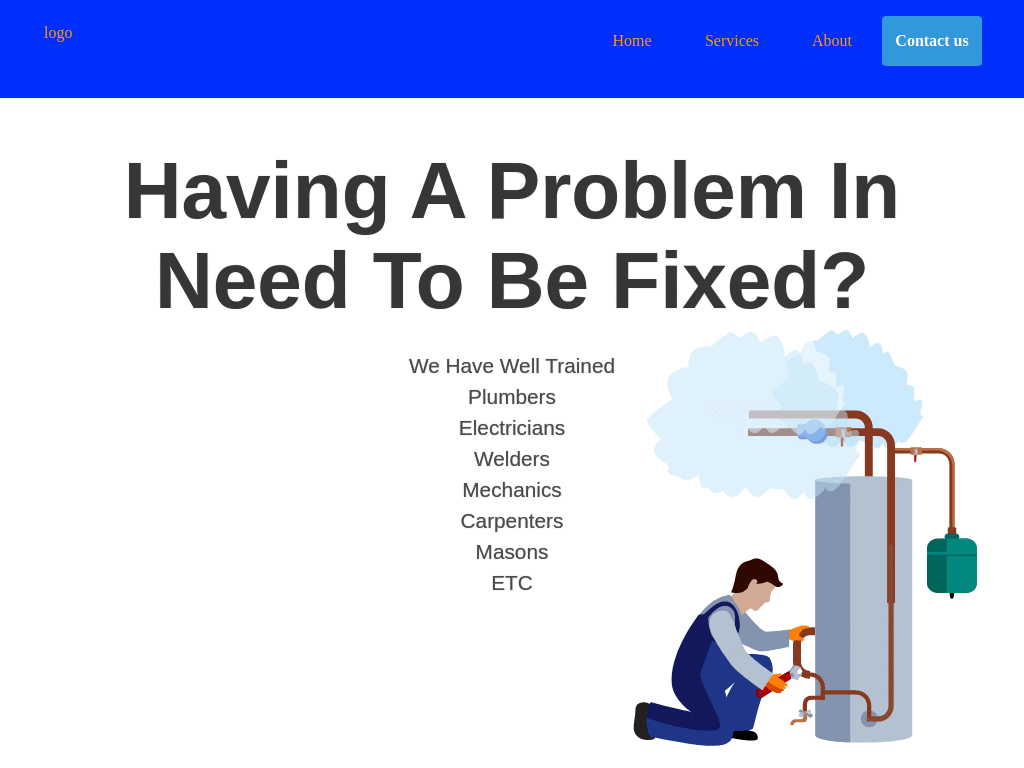 logo
Home
Services
About
Contact us
Having A Problem In
Need To Be Fixed?
We Have Well Trained
Plumbers
Electricians
Welders
Mechanics
Carpenters
Masons
ETC